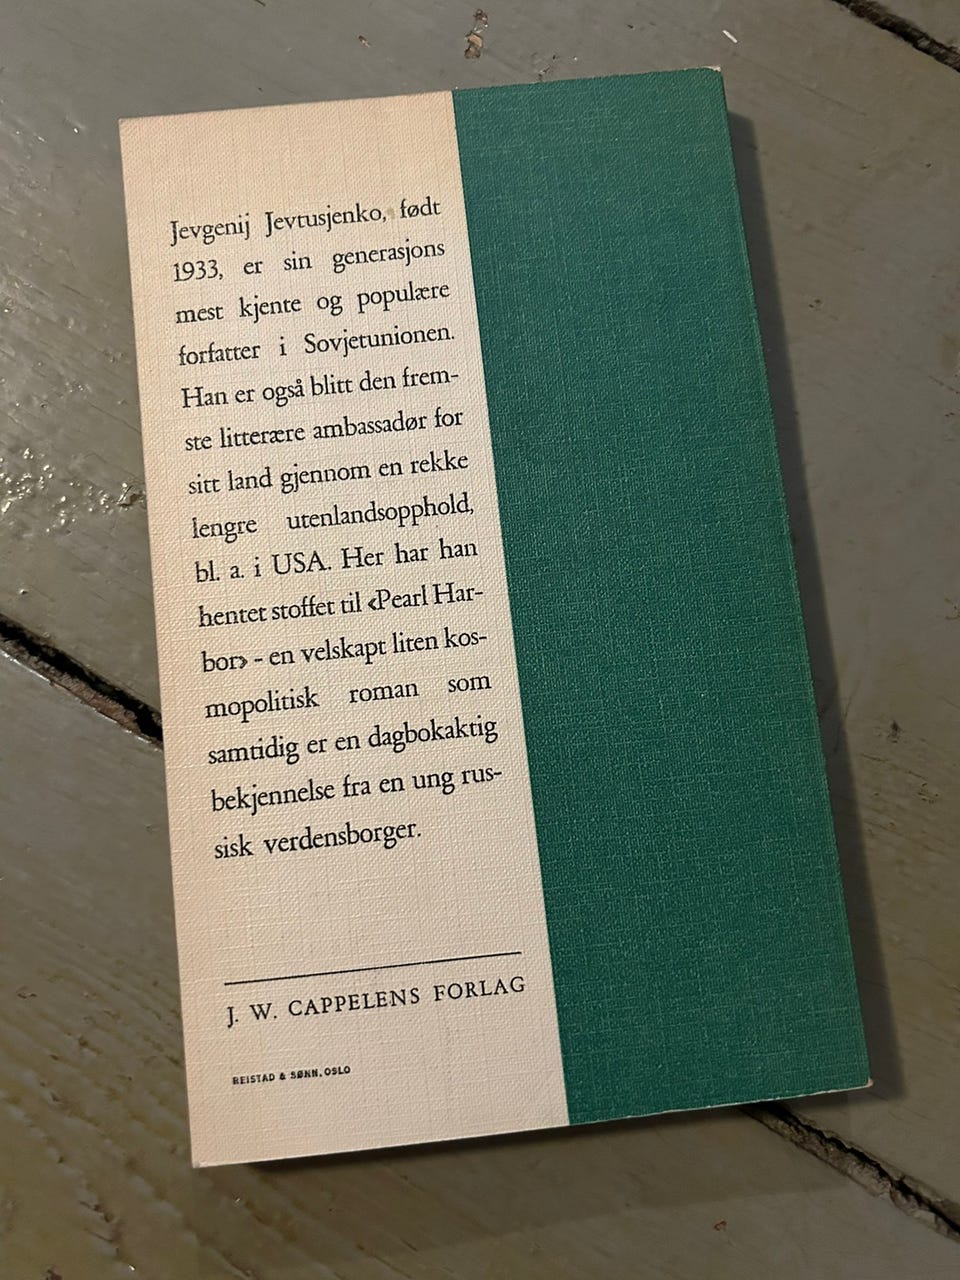 Jevgenij Jevtusjenko, født
1933, er sin generasjons
mest kjente og populære
forfatter i Sovjetunionen.
Han er også blitt den frem-
ste litterære ambassadør for
sitt land gjennom en rekke
lengre utenlandsopphold,
bl. a. i USA. Her har han
hentet stoffet til «Pearl Har-
bor» - en velskapt liten kos-
mopolitisk roman som
samtidig er en dagbokaktig
bekjennelse fra en ung rus-
sisk verdensborger.
J. W. CAPPELENS FORLAG
REISTAD & SØNN, OSLO